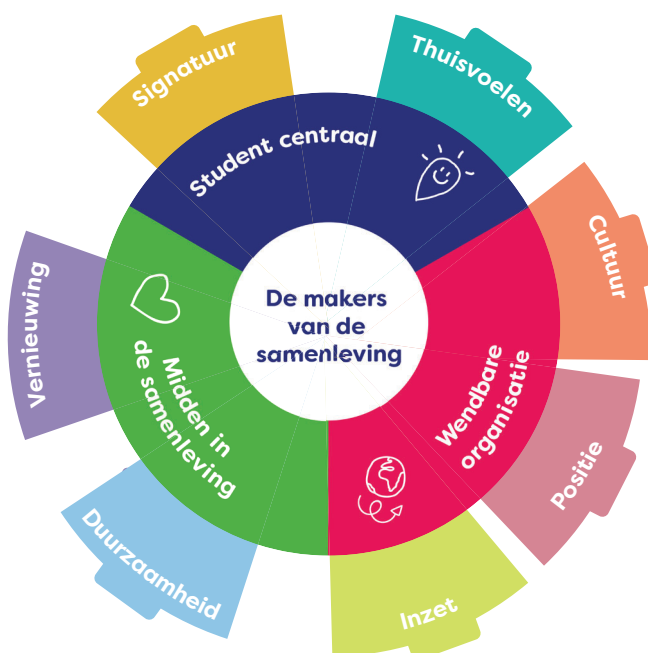 Signatuur
Thuisvoelen
Student centraal
Cultuur
Vernieuwing
De makers
van de
samenleving
Midden in
de samenleving
Wendbare
organisatie
Positie
Duurzaamheid
Inzet